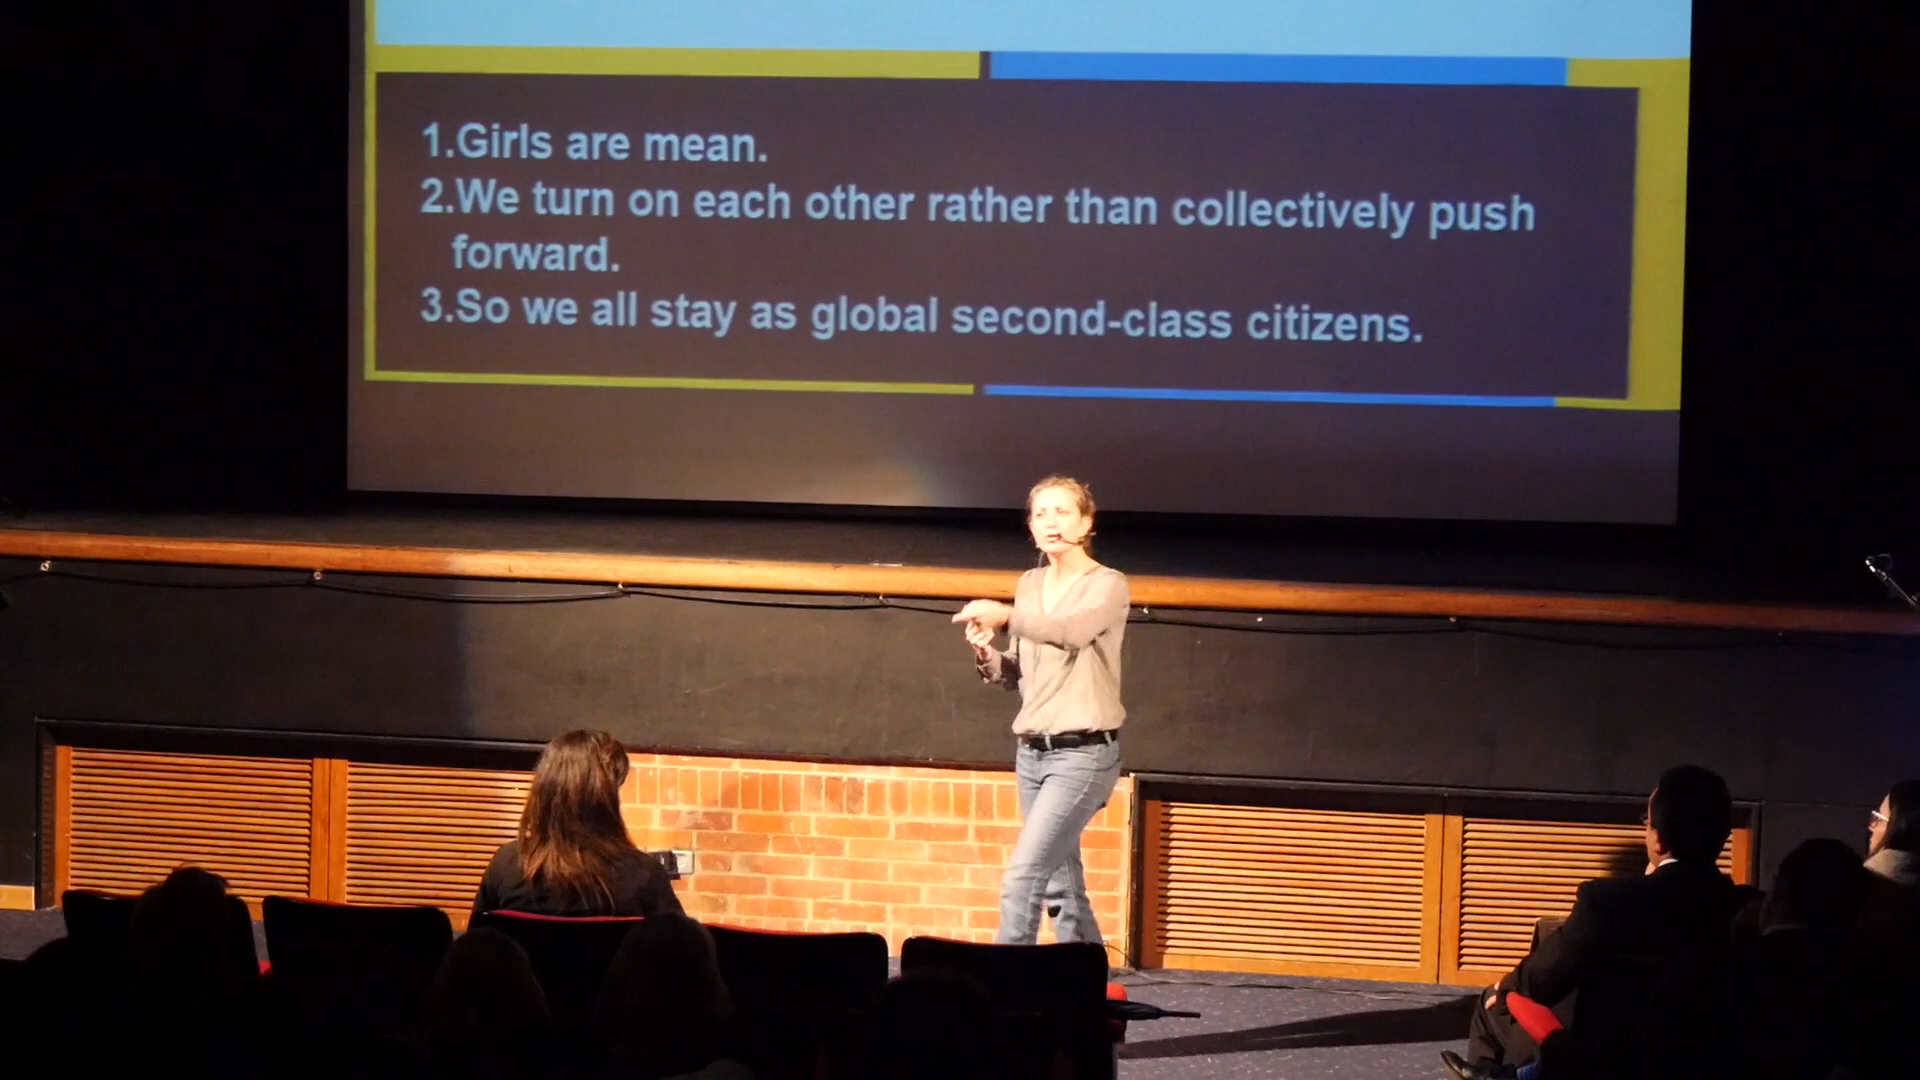 1.Girls are mean.
2.We turn on each other rather than collectively push
forward.
3.So we all stay as global second-class citizens.